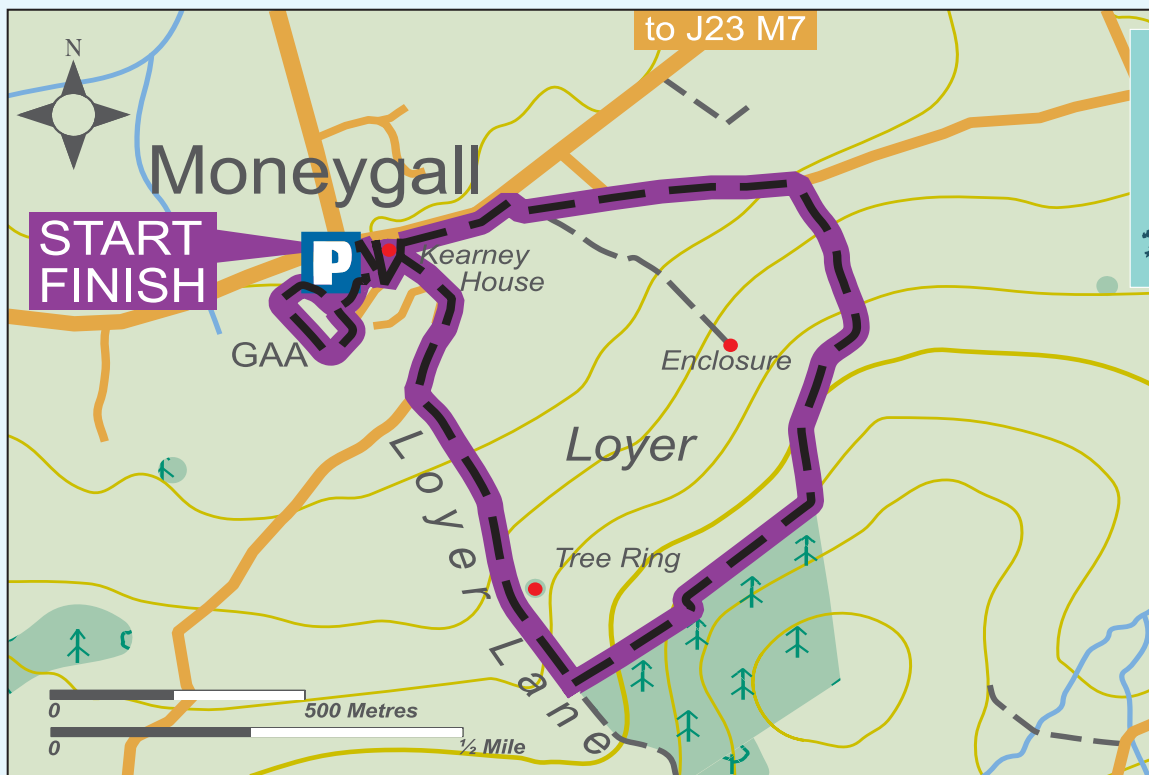 to J23 M7
N
Moneygall
START
FINISH
P
Kearney
House
GAA
Enclosure
Loyer
Loyer Lane
Tree Ring
0
500 Metres
0
½ Mile